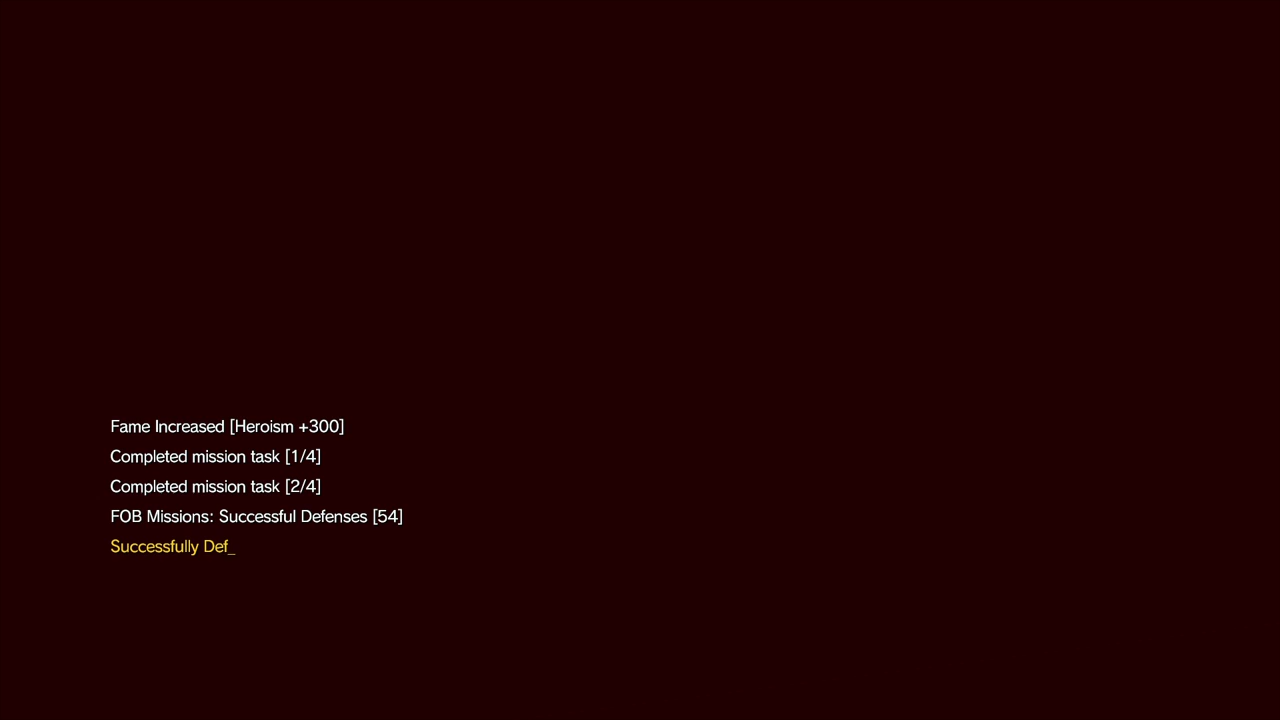 Fame Increased [Heroism +300]
Completed mission task [1/4]
Completed mission task [2/4]
FOB Missions: Successful Defenses [54]
Successfully Def_